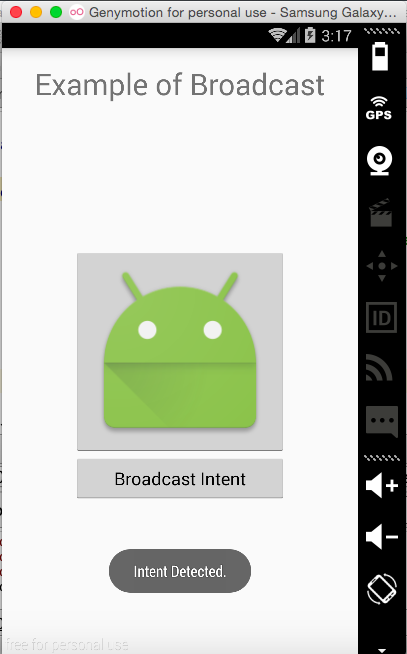 Genymotion for personal use - Samsung Galaxy...
3:17
Example of Broadcast
GPS
ID
Broadcast Intent
Intent Detected.
free for personal use